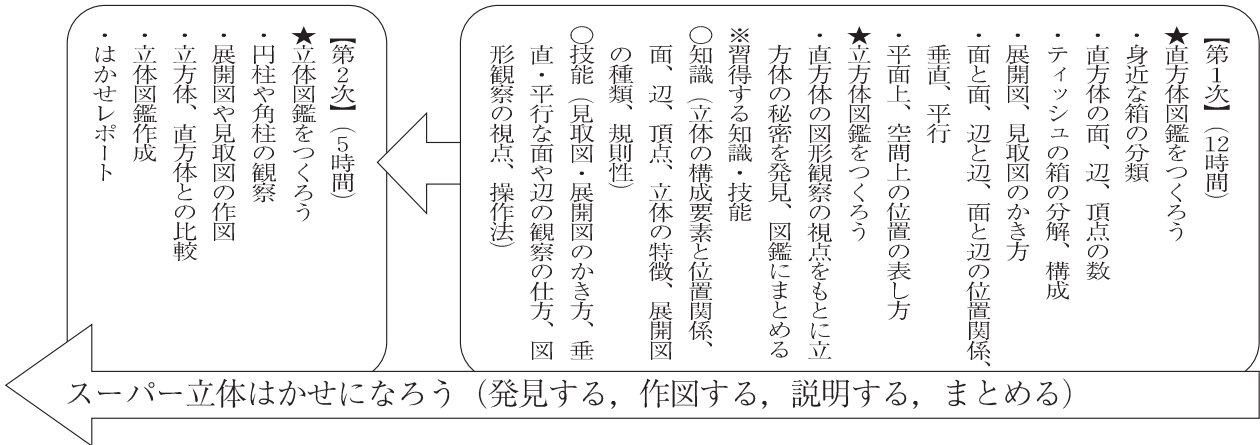 【第1次】(12時間)
★直方体図鑑をつくろう
・身近な箱の分類
・直方体の面、辺、頂点の数
・ティッシュの箱の分解、構成
・展開図、見取図のかき方
・面と面、辺と辺、面と辺の位置関係、
垂直、平行
・平面上、空間上の位置の表し方
★立方体図鑑をつくろう
・直方体の図形観察の視点をもとに立
方体の秘密を発見、図鑑にまとめる
※習得する知識・技能
○知識（立体の構成要素と位置関係、
面、辺、頂点、立体の特徴、展開図
の種類、規則性）
○技能（見取図・展開図のかき方、垂
直・平行な面や辺の観察の仕方、図
形観察の視点、操作法）
【第2次】(5時間)
★立体図鑑をつくろう
・円柱や角柱の観察
・展開図や見取図の作図
・立方体、直方体との比較
・立体図鑑作成
・はかせレポート
スーパー立体はかせになろう（発見する，作図する，説明する，まとめる）